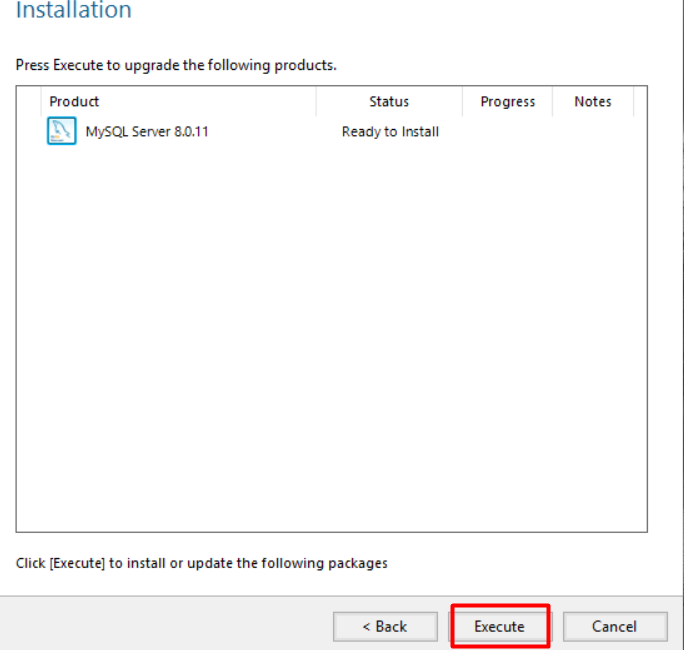 Installation
Press Execute to upgrade the following products.
Product Status Progress Notes
MySQL Server 8.0.11 Ready to Install
Click [Execute] to install or update the following packages
< Back Execute Cancel